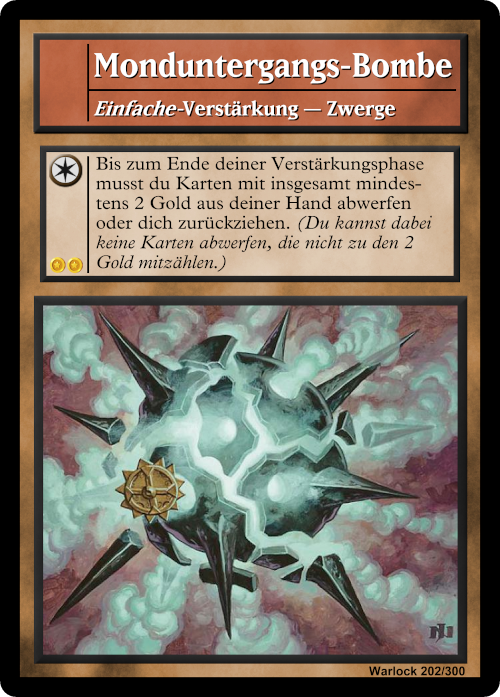 Monduntergangs-Bombe
Einfache-Verstärkung — Zwerge
Bis zum Ende deiner Verstärkungsphase
musst du Karten mit insgesamt mindes-
tens 2 Gold aus deiner Hand abwerfen
oder dich zurückziehen. (Du kannst dabei
keine Karten abwerfen, die nicht zu den 2
Gold mitzählen.)
Warlock 202/300